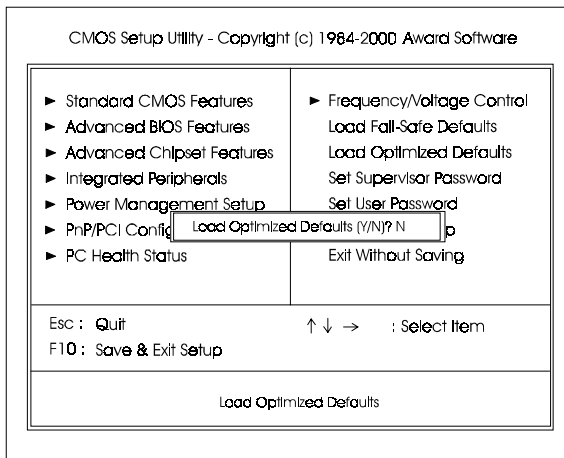 CMOS Setup Utility - Copyright (c) 1984-2000 Award Software
► Standard CMOS Features
► Advanced BIOS Features
► Advanced Chipset Features
► Integrated Peripherals
► Power Management Setup
► PnP/PCI Config
► PC Health Status
► Frequency/Voltage Control
Load Fail-Safe Defaults
Load Optimized Defaults
Set Supervisor Password
Set User Password
p
Exit Without Saving
Load Optimized Defaults (Y/N)? N
Esc : Quit
↑ ↓ → : Select Item
F10 : Save & Exit Setup
Load Optimized Defaults